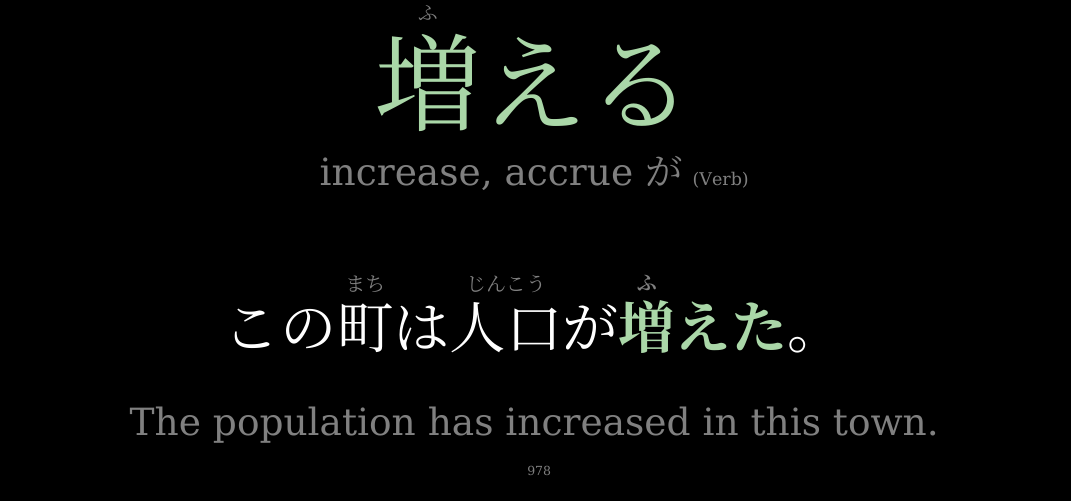 ふ
増える
increase, accrue が (Verb)
まち じんこう ふ
この町は人口が増えた。
The population has increased in this town.
978